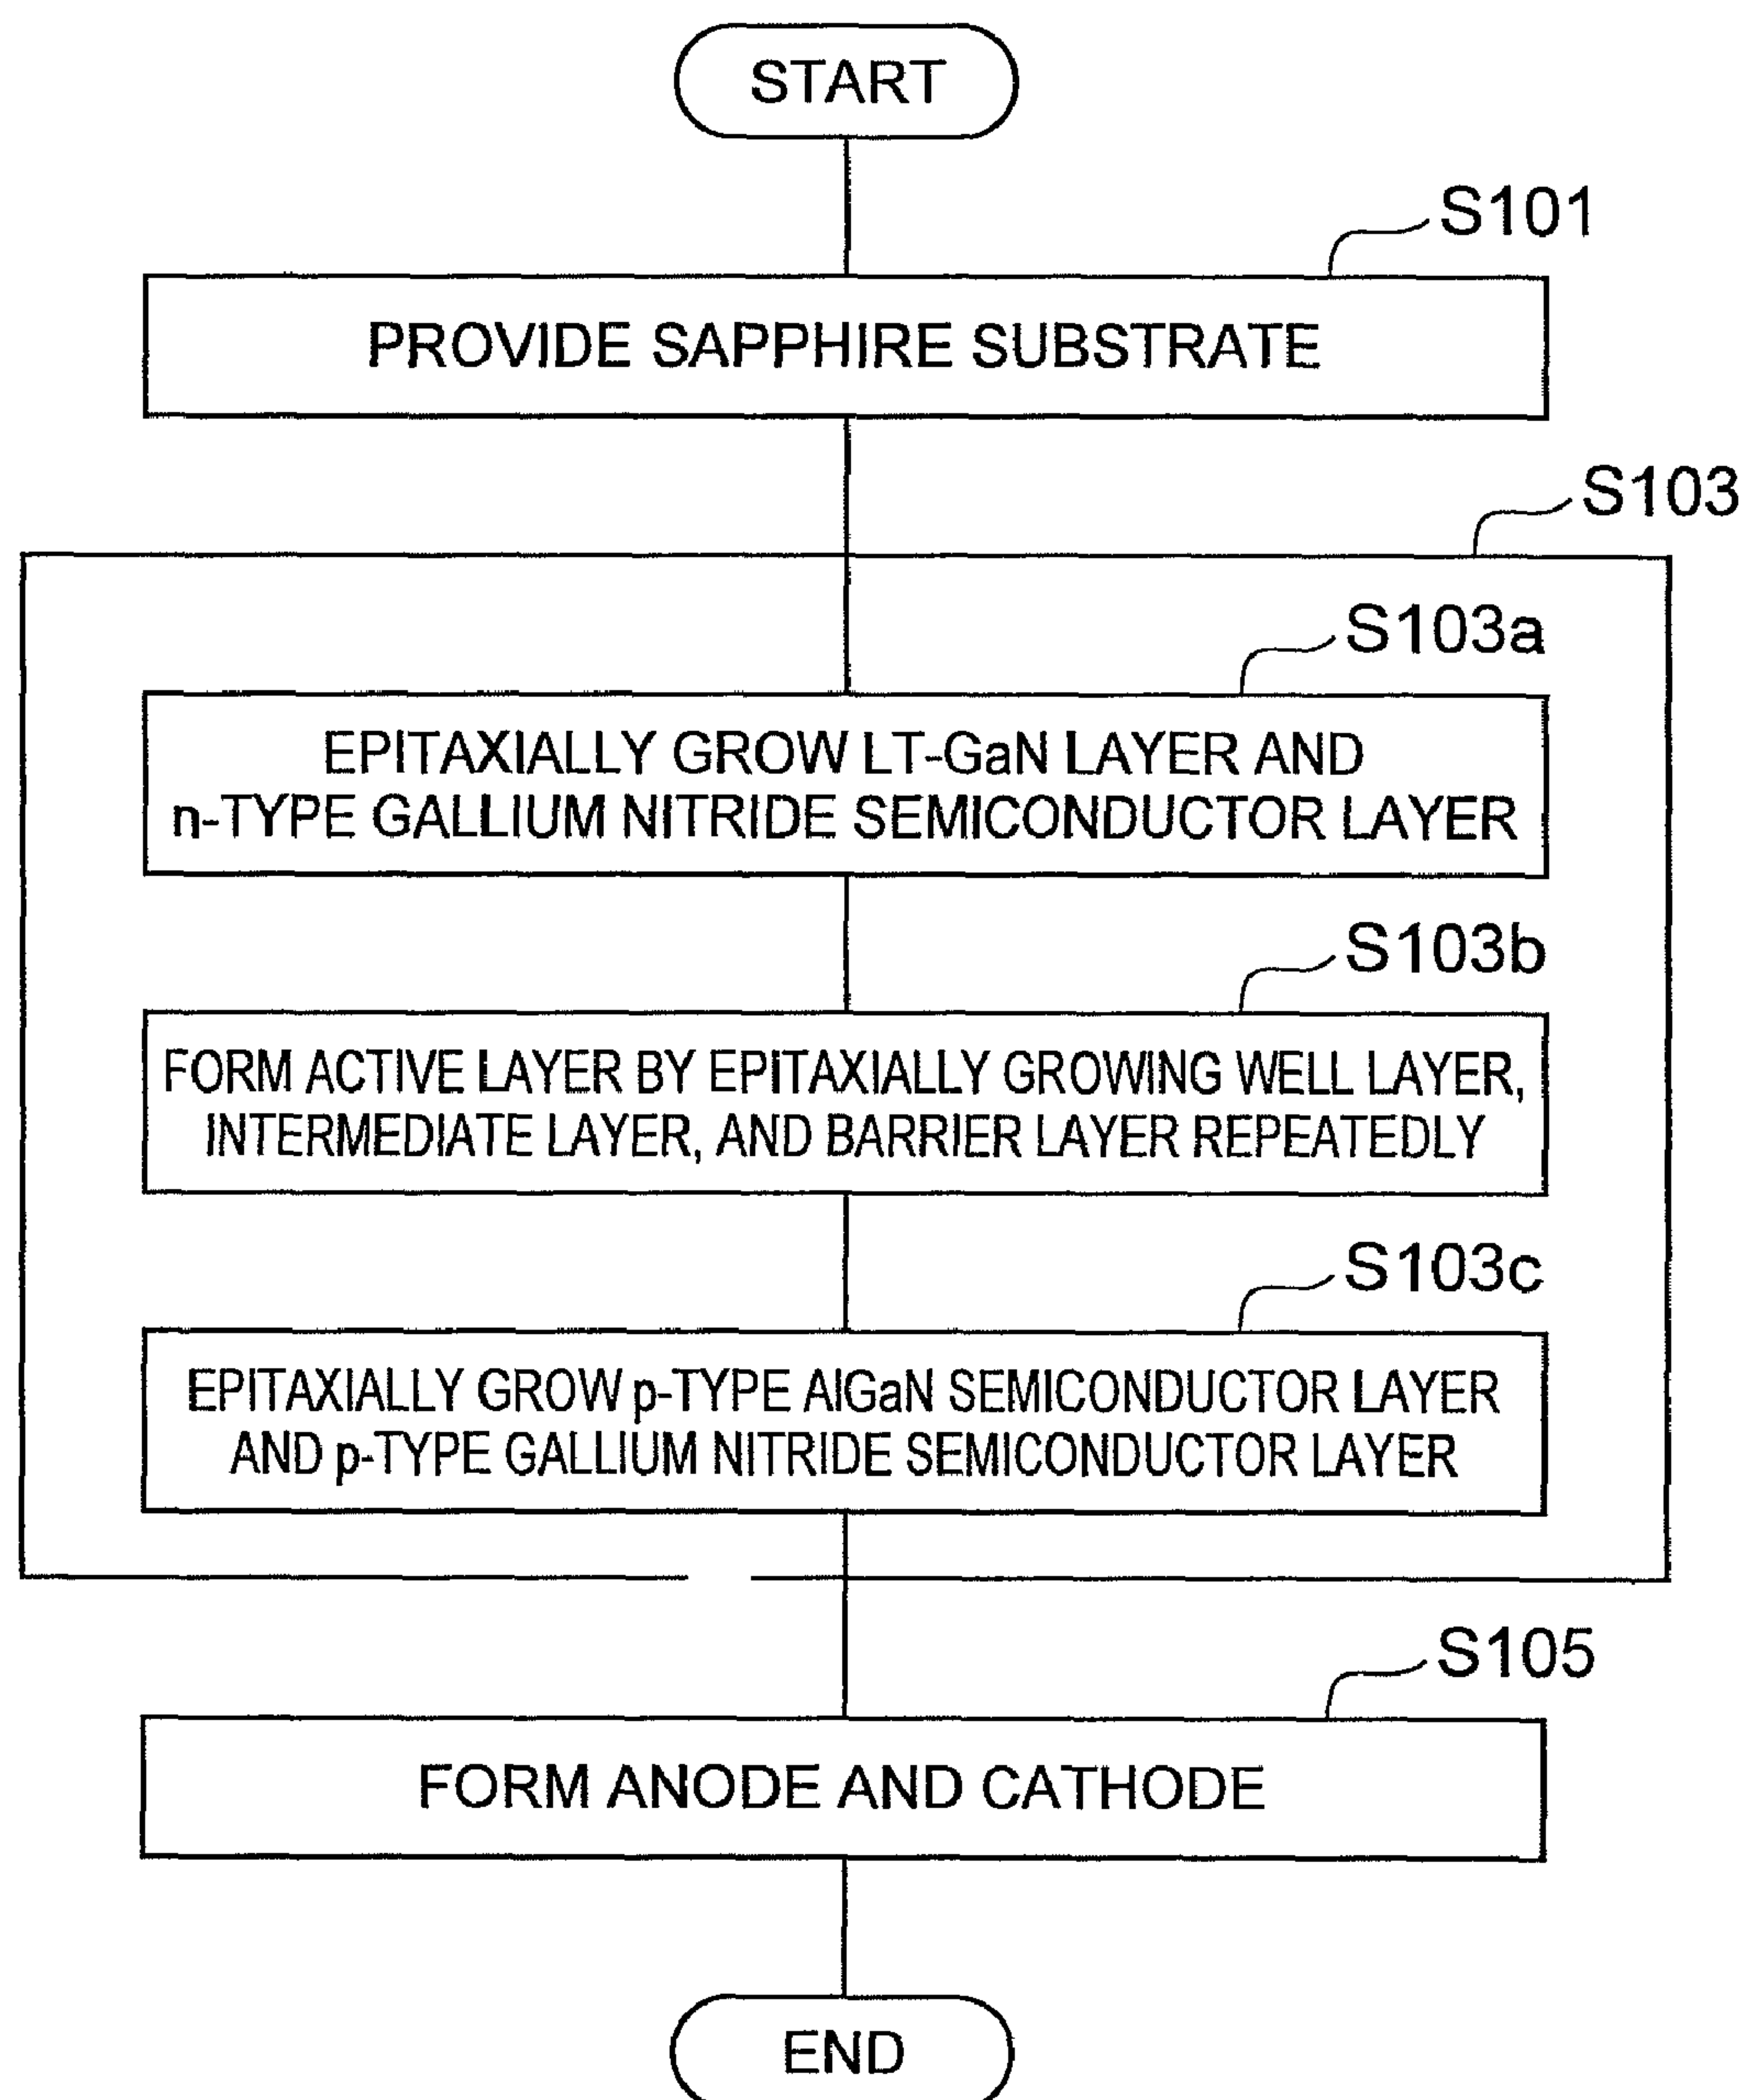 START
S101
PROVIDE SAPPHIRE SUBSTRATE
S103
S103a
EPITAXIALLY GROW LT-GaN LAYER AND
n-TYPE GALLIUM NITRIDE SEMICONDUCTOR LAYER
S103b
FORM ACTIVE LAYER BY EPITAXIALLY GROWING WELL LAYER,
INTERMEDIATE LAYER, AND BARRIER LAYER REPEATEDLY
S103c
EPITAXIALLY GROW p-TYPE AlGaN SEMICONDUCTOR LAYER
AND p-TYPE GALLIUM NITRIDE SEMICONDUCTOR LAYER
S105
FORM ANODE AND CATHODE
END